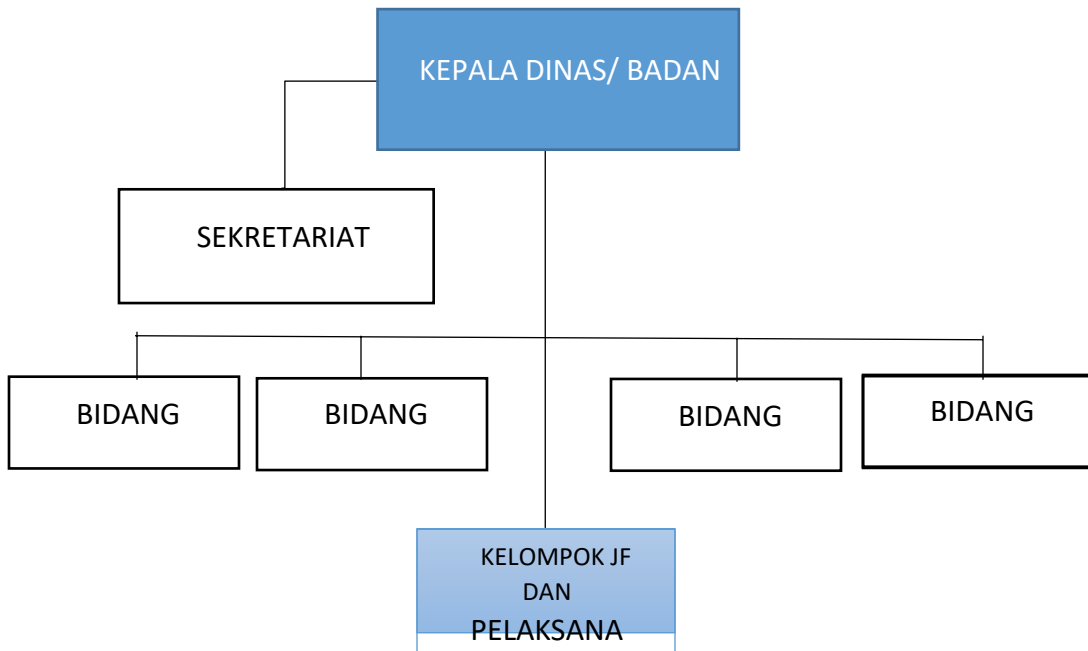 KEPALA DINAS/ BADAN
SEKRETARIAT
BIDANG
BIDANG
BIDANG
BIDANG
KELOMPOK JF
DAN
PELAKSANA